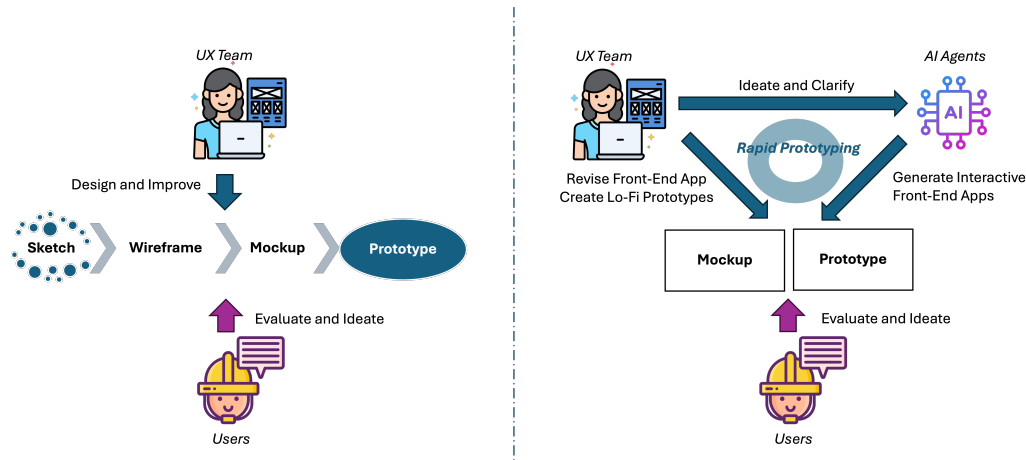 UX Team
Design and Improve
Sketch
Wireframe
Mockup
Prototype
Evaluate and Ideate
Users
UX Team
AI Agents
Ideate and Clarify
AI
Rapid Prototyping
Revise Front-End App
Create Lo-Fi Prototypes
Generate Interactive
Front-End Apps
Mockup
Prototype
Evaluate and Ideate
Users